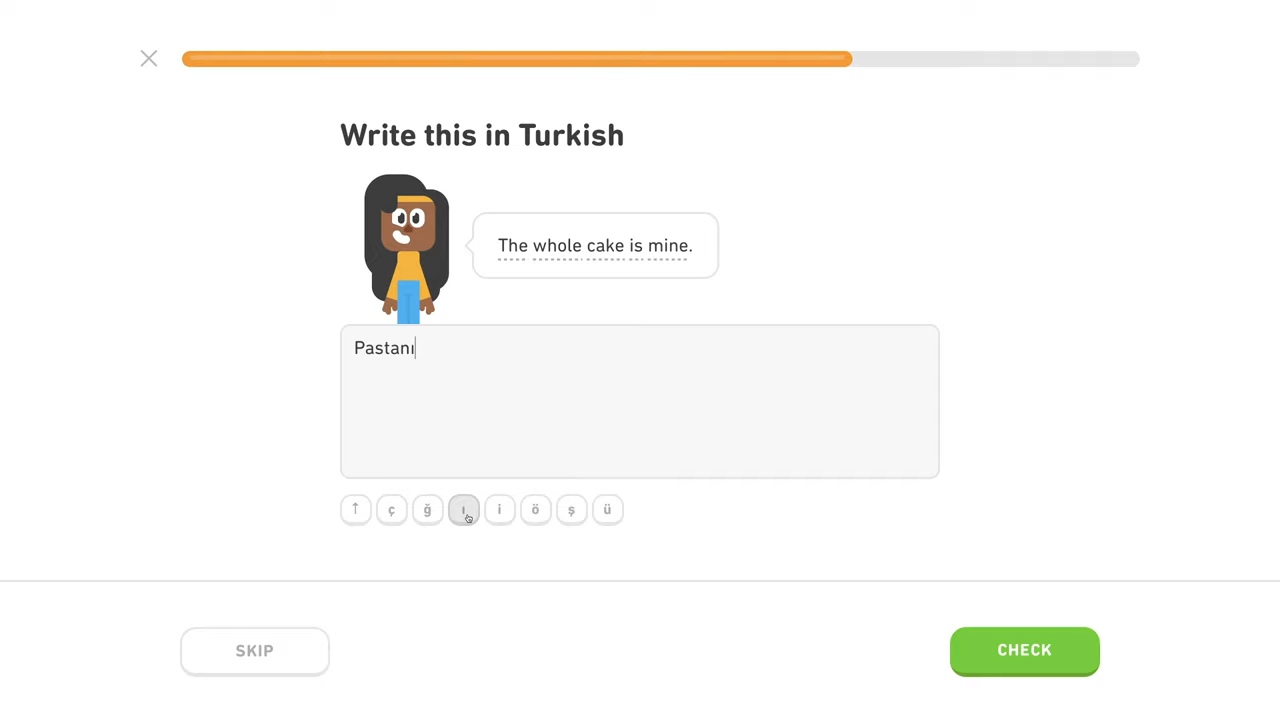 Write this in Turkish
The whole cake is mine.
Pastanı
↑ ç ğ ı i ö ş ü
SKIP
CHECK